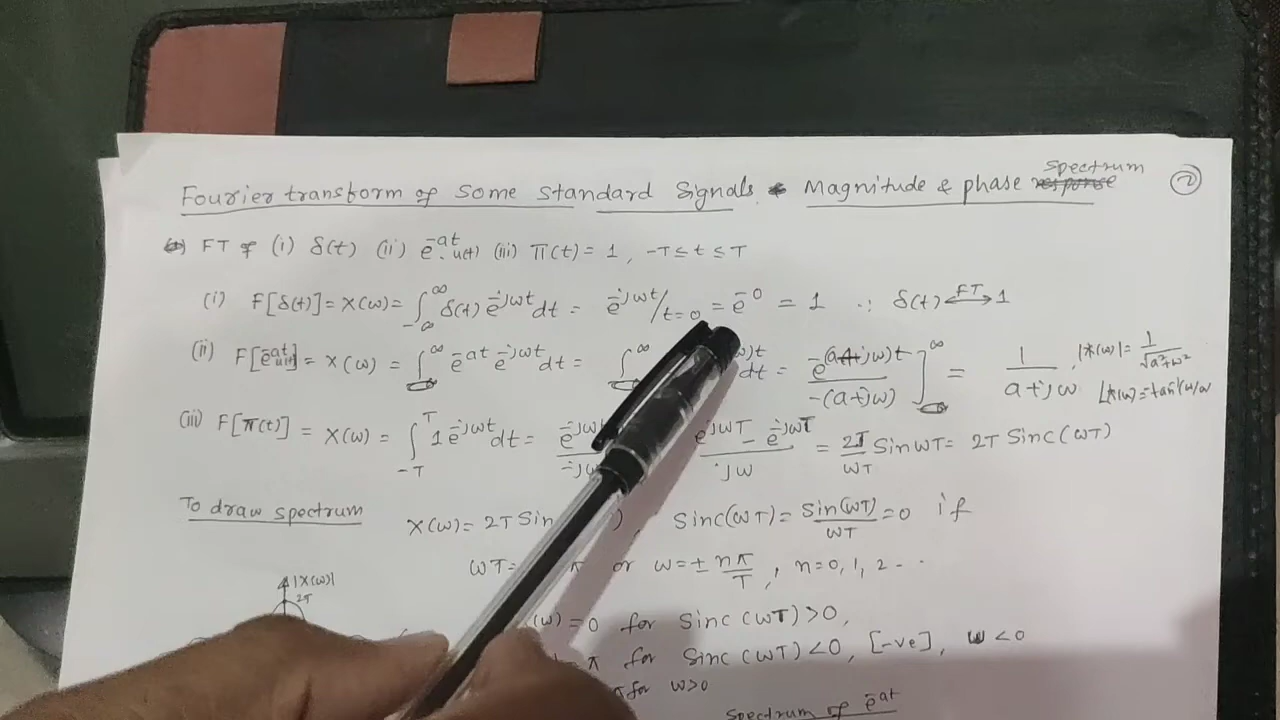 spectrum
Fourier transform of Some Standard Signals & Magnitude & phase response ②
FT of (i) δ(t) (ii) e^-at u(t) (iii) π(t) = 1, -T ≤ t ≤ T
(i) F[δ(t)] = X(ω) = ∫_-∞^∞ δ(t) e^-jωt dt = e^-jωt /t=0 = e^-0 = 1 ∴ δ(t) ←FT→ 1
(ii) F[e^-at u(t)] = X(ω) = ∫^∞ e^-at e^-jωt dt = ∫^∞ ω)t dt = e^-(a+jω)t / -(a+jω) ]^∞ = 1 / a+jω , |X(ω)| = 1/√a²+ω²
∠X(ω) = tan^-1(ω/a
(iii) F[π(t)] = X(ω) = ∫_-T^T 1 e^-jωt dt = e^-jωt / -jω e^jωT - e^-jωT / jω = 2T/ωT Sin ωT = 2T Sinc(ωT)
To draw spectrum X(ω) = 2T Sin ) , Sinc(ωT) = Sin(ωT)/ωT = 0 if
ωT = π or ω = ± nπ/T , n = 0, 1, 2 - - -
|X(ω)|
2T
(ω) = 0 for Sinc(ωT) > 0,
π for Sinc(ωT) < 0, [-ve], ω < 0
π for ω > 0
Spectrum of e^-at